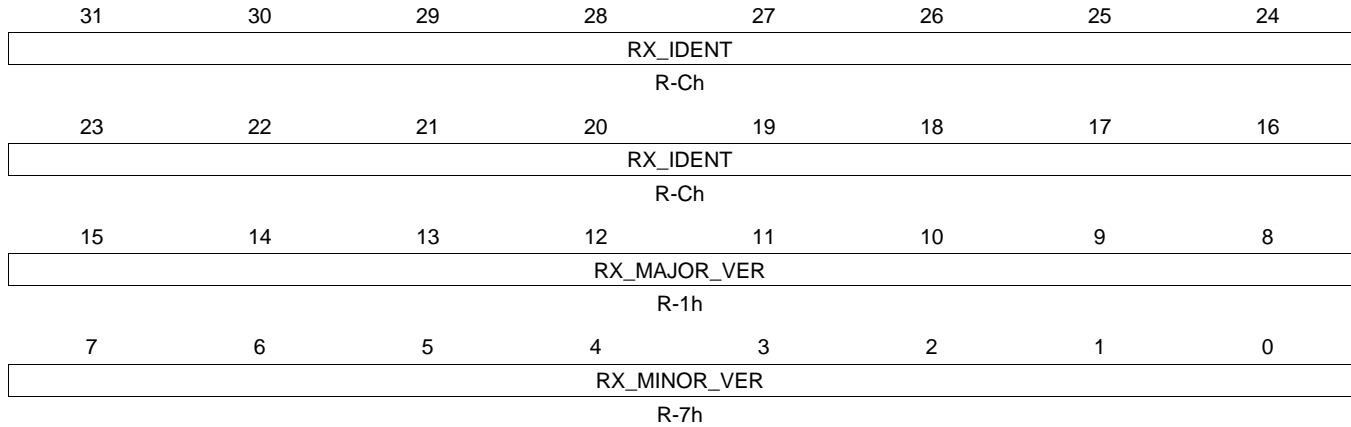 31 30 29 28 27 26 25 24
RX_IDENT
R-Ch
23 22 21 20 19 18 17 16
RX_IDENT
R-Ch
15 14 13 12 11 10 9 8
RX_MAJOR_VER
R-1h
7 6 5 4 3 2 1 0
RX_MINOR_VER
R-7h